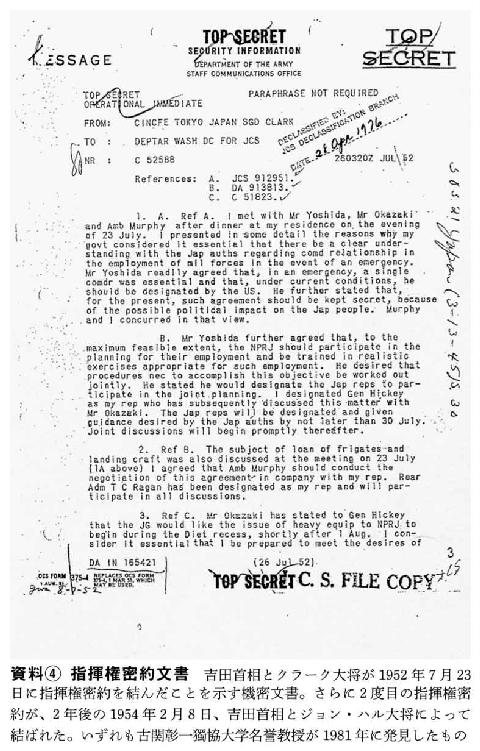 MESSAGE
TOP SECRET
SECURITY INFORMATION
DEPARTMENT OF THE ARMY
STAFF COMMUNICATIONS OFFICE
TOP
SECRET
TOP SECRET
OPERATIONAL IMMEDIATE
PARAPHRASE NOT REQUIRED
FROM: CINCFE TOKYO JAPAN SGD CLARK
TO : DEPTAR WASH DC FOR JCS
DECLASSIFIED BY:
JCS DECLASSIFICATION BRANCH
DATE 26 Apr 1976
NR : C 52588
260320Z JUL 52
References: A. JCS 912951
B. DA 913813.
C. C 51823.
1. A. Ref A. I met with Mr Yoshida, Mr Okazaki
and Amb Murphy after dinner at my residence on the evening
of 23 July. I presented in some detail the reasons why my
govt considered it essential that there be a clear under-
standing with the Jap auths regarding comd relationship in
the employment of mil forces in the event of an emergency.
Mr Yoshida readily agreed that, in an emergency, a single
comdr was essential and that, under current conditions, he
should be designated by the US. He further stated that,
for the present, such agreement should be kept secret, because
of the possible political impact on the Jap people. Murphy
and I concurred in that view.
B. Mr Yoshida further agreed that, to the
maximum feasible extent, the NPRJ should participate in the
planning for their employment and be trained in realistic
exercises appropriate for such employment. He desired that
procedures nec to accomplish this objective be worked out
jointly. He stated he would designate the Jap reps to par-
ticipate in the joint planning. I designated Gen Hickey
as my rep who has subsequently discussed this matter with
Mr Okazaki. The Jap reps will be designated and given
guidance desired by the Jap auths by not later than 30 July.
Joint discussions will begin promptly thereafter.
2. Ref B. The subject of loan of frigates and
landing craft was also discussed at the meeting on 23 July
(1A above) I agreed that Amb Murphy should conduct the
negotiation of this agreement in company with my rep. Rear
Adm T C Ragan has been designated as my rep and will par-
ticipate in all discussions.
3. Ref C. Mr Okazaki has stated to Gen Hickey
that the JG would like the issue of heavy equip to NPRJ to
begin during the Diet recess, shortly after 1 Aug. I con-
sider it essential that I be prepared to meet the desires of
3
DA IN 165421
(26 Jul 52)
OCS FORM 375-4
REPLACES OCS FORM
MAY BE USED.
TOP SECRET C. S. FILE COPY
資料④ 指揮権密約文書 吉田首相とクラーク大将が1952年7月23
日に指揮権密約を結んだことを示す機密文書。さらに2度目の指揮権密
約が、2年後の1954年2月8日、吉田首相とジョン・ハル大将によって
結ばれた。いずれも古関彰一獨協大学名誉教授が1981年に発見したもの